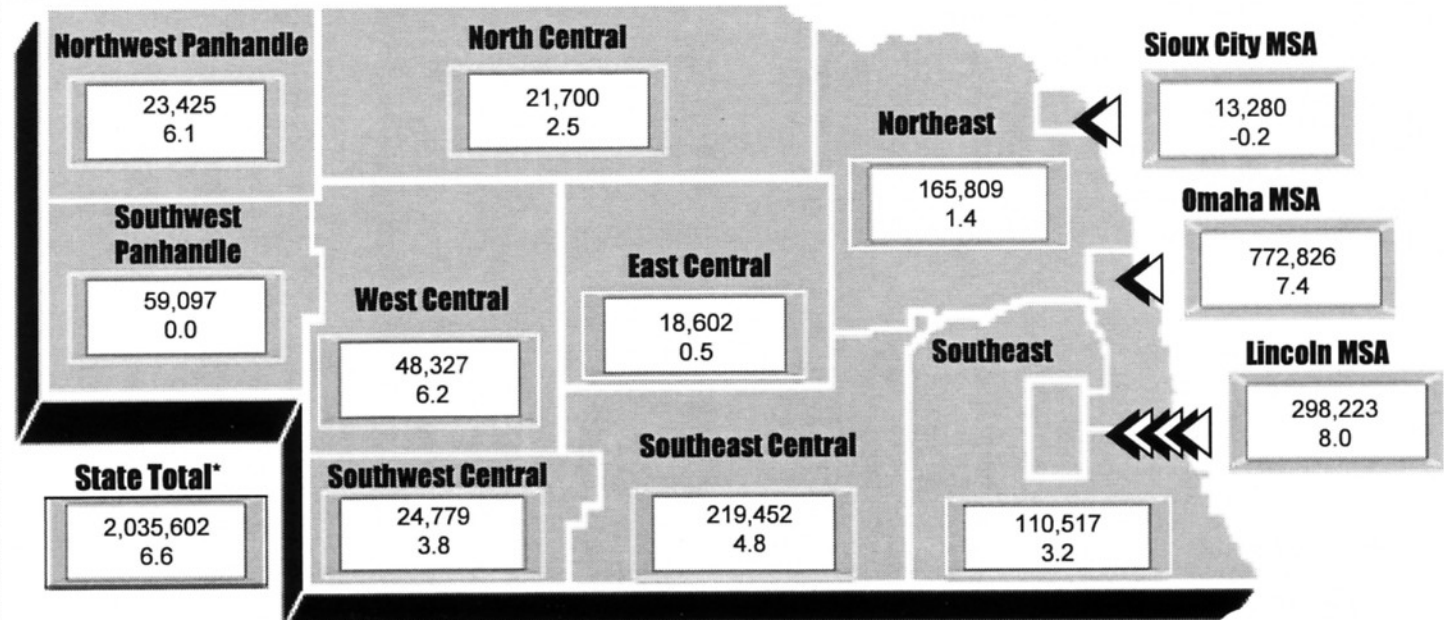 Northwest Panhandle
23,425
6.1
North Central
21,700
2.5
Sioux City MSA
13,280
-0.2
Northeast
165,809
1.4
Omaha MSA
772,826
7.4
Southwest
Panhandle
59,097
0.0
West Central
48,327
6.2
East Central
18,602
0.5
Southeast
110,517
3.2
Lincoln MSA
298,223
8.0
State Total*
2,035,602
6.6
Southwest Central
24,779
3.8
Southeast Central
219,452
4.8